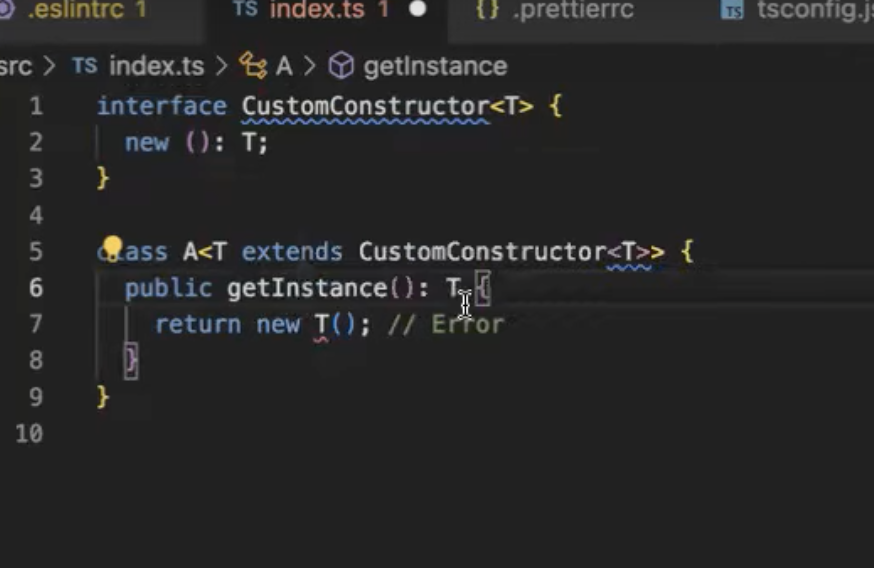 .eslintrc 1 TS index.ts 1 {} .prettierrc TS tsconfig.js
src > TS index.ts > A > getInstance
1 interface CustomConstructor<T> {
2 new (): T;
3 }
4
5 class A<T extends CustomConstructor<T>> {
6 public getInstance(): T {
7 return new T(); // Error
8 }
9 }
10